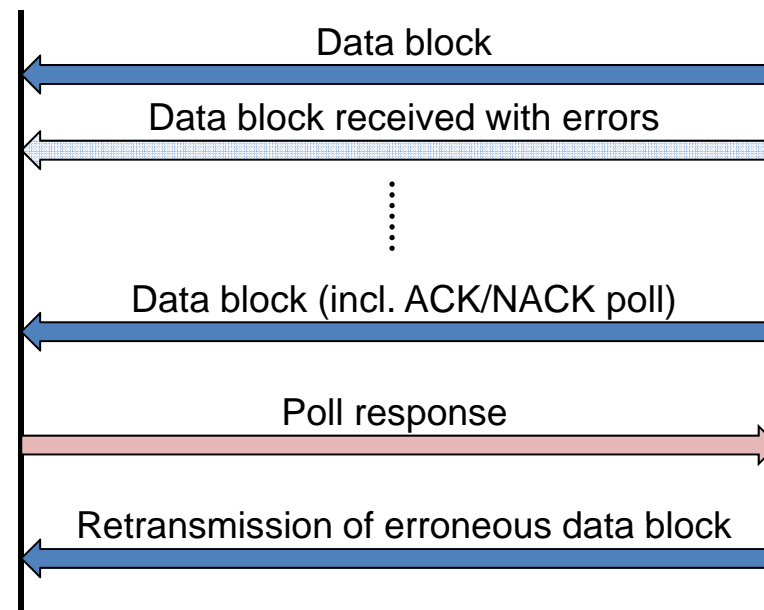 Data block
Data block received with errors
Data block (incl. ACK/NACK poll)
Poll response
Retransmission of erroneous data block